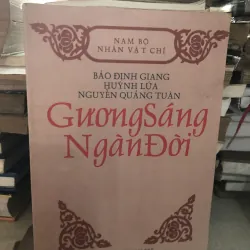 NAM BỘ
NHÂN VẬT CHÍ
BẢO ĐỊNH GIANG
HUỲNH LỨA
NGUYỄN QUẢNG TUÂN
Gương Sáng
Ngàn Đời